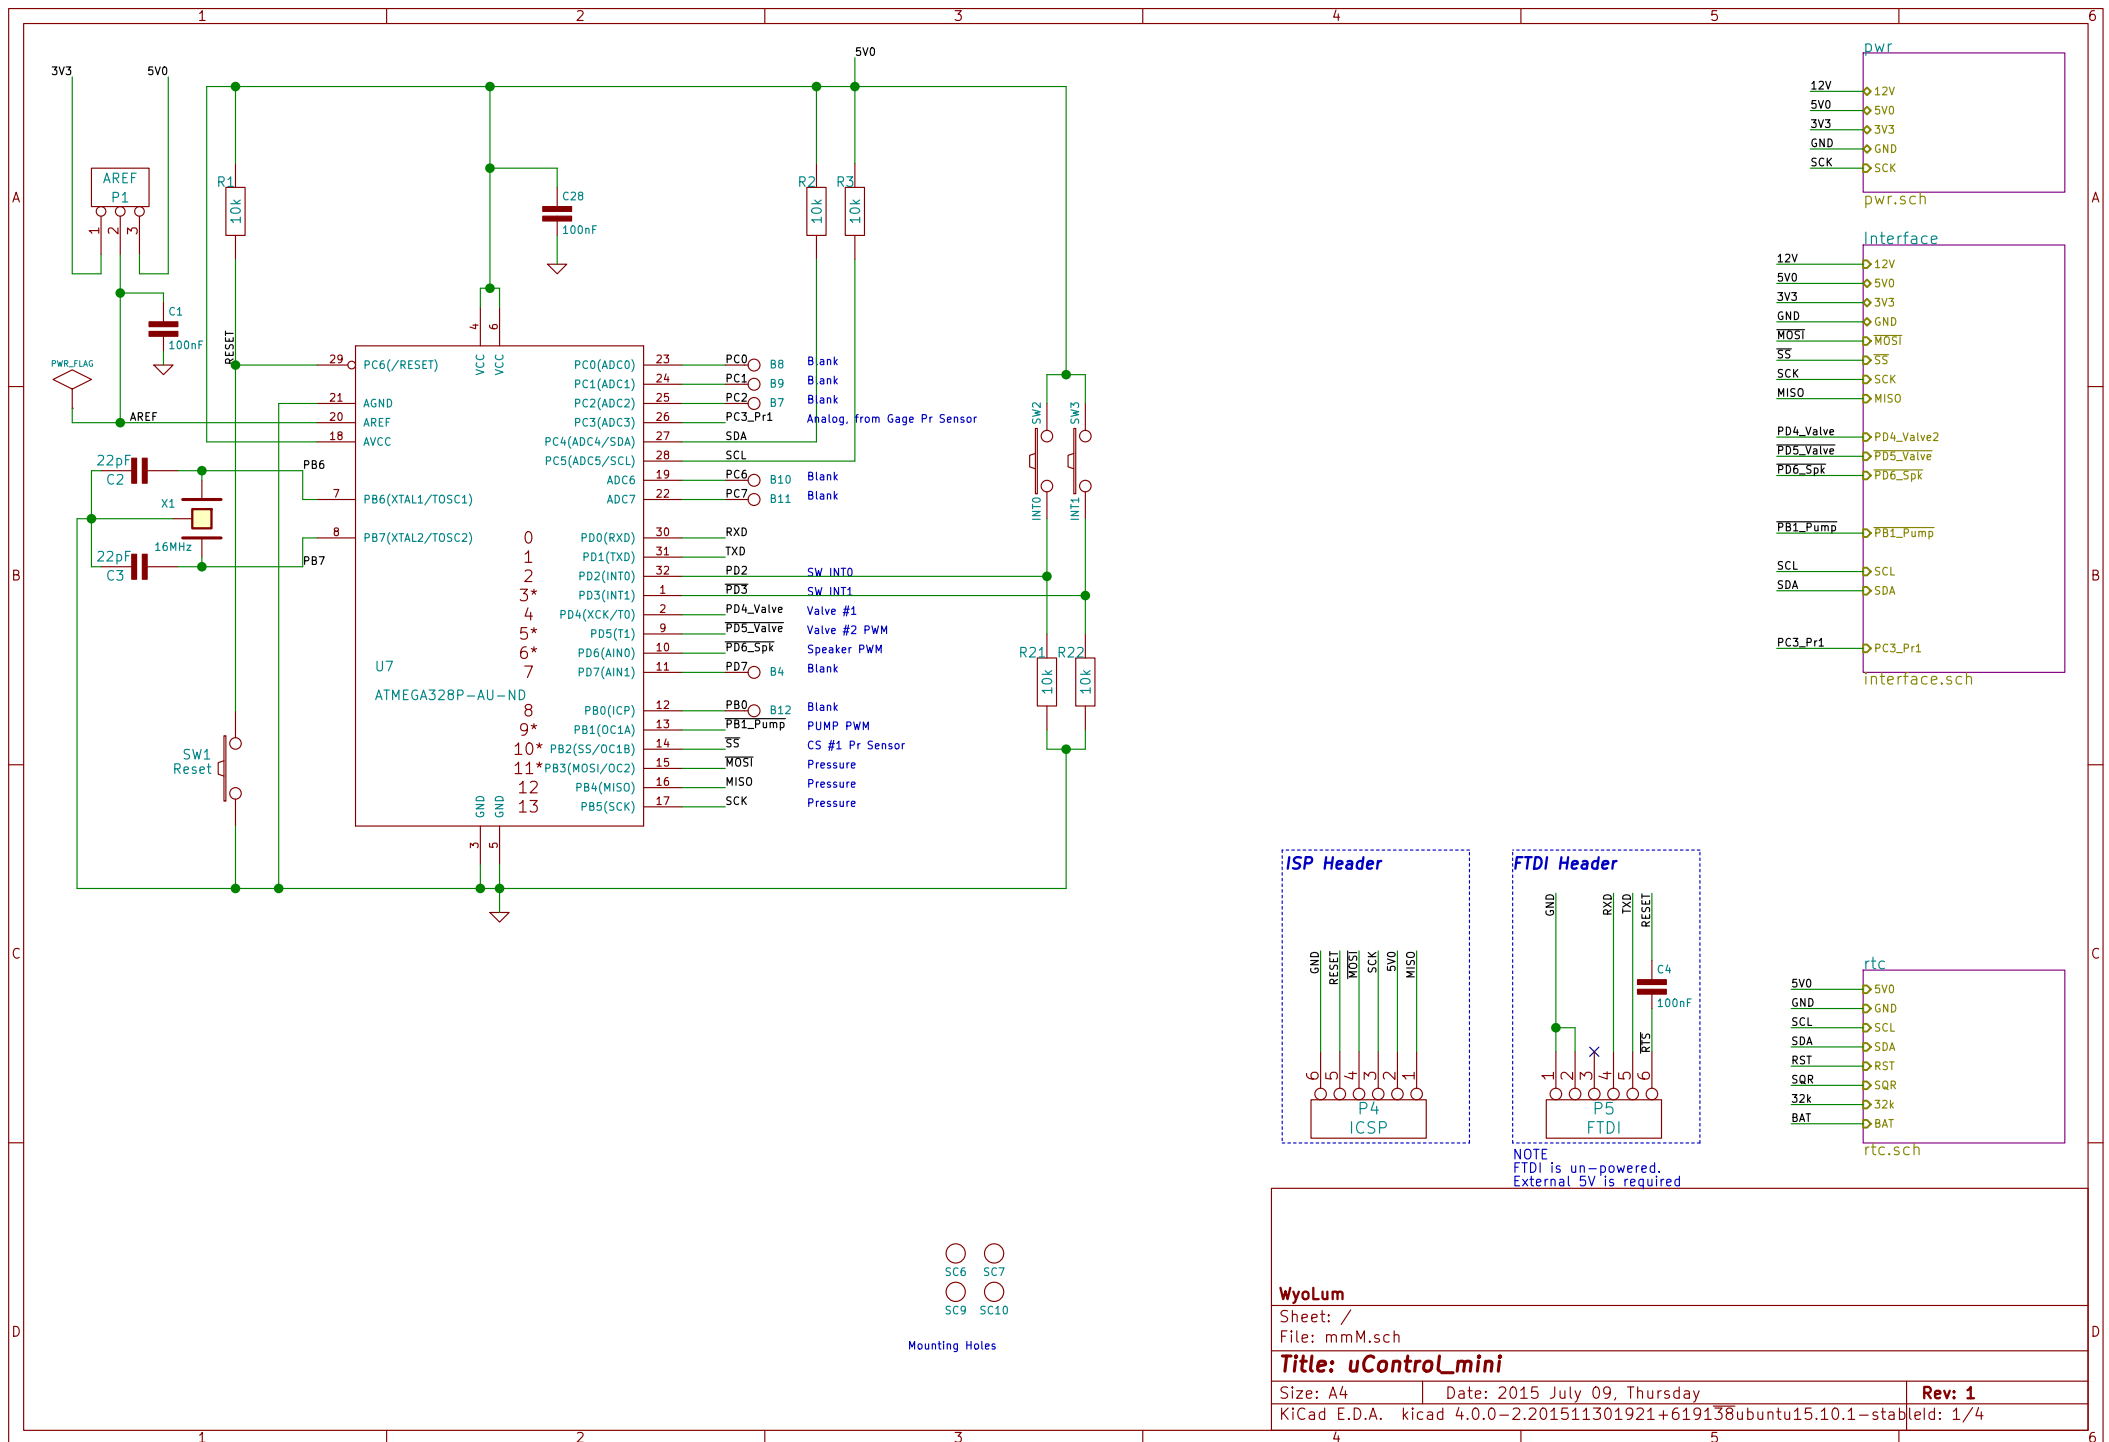 1 2 3 4 5 6
A
B
C
D
3V3
5V0
5V0
AREF
P1
1 2 3
R1
10k
C28
100nF
R2
10k
R3
10k
C1
100nF
PWR_FLAG
RESET
AREF
22pF
C2
X1
16MHz
22pF
C3
PB6
PB7
SW1
Reset
4 6
VCC VCC
29 PC6(/RESET)
21 AGND
20 AREF
18 AVCC
7 PB6(XTAL1/TOSC1)
8 PB7(XTAL2/TOSC2)
U7
ATMEGA328P-AU-ND
PC0(ADC0) 23 PC0 B8 Blank
PC1(ADC1) 24 PC1 B9 Blank
PC2(ADC2) 25 PC2 B7 Blank
PC3(ADC3) 26 PC3_Pr1 Analog, from Gage Pr Sensor
PC4(ADC4/SDA) 27 SDA
PC5(ADC5/SCL) 28 SCL
ADC6 19 PC6 B10 Blank
ADC7 22 PC7 B11 Blank
0 PD0(RXD) 30 RXD
1 PD1(TXD) 31 TXD
2 PD2(INT0) 32 PD2 SW INT0
3* PD3(INT1) 1 PD3 SW INT1
4 PD4(XCK/T0) 2 PD4_Valve Valve #1
5* PD5(T1) 9 PD5_Valve Valve #2 PWM
6* PD6(AIN0) 10 PD6_Spk Speaker PWM
7 PD7(AIN1) 11 PD7 B4 Blank
8 PB0(ICP) 12 PB0 B12 Blank
9* PB1(OC1A) 13 PB1_Pump PUMP PWM
10* PB2(SS/OC1B) 14 SS CS #1 Pr Sensor
11* PB3(MOSI/OC2) 15 MOSI Pressure
12 PB4(MISO) 16 MISO Pressure
13 PB5(SCK) 17 SCK Pressure
GND GND
3 5
SW2
INT0
SW3
INT1
R21
10k
R22
10k
pwr
12V 12V
5V0 5V0
3V3 3V3
GND GND
SCK SCK
pwr.sch
Interface
12V 12V
5V0 5V0
3V3 3V3
GND GND
MOSI MOSI
SS SS
SCK SCK
MISO MISO
PD4_Valve PD4_Valve2
PD5_Valve PD5_Valve
PD6_Spk PD6_Spk
PB1_Pump PB1_Pump
SCL SCL
SDA SDA
PC3_Pr1 PC3_Pr1
interface.sch
ISP Header
GND RESET MOSI SCK 5V0 MISO
6 5 4 3 2 1
P4
ICSP
FTDI Header
GND RXD TXD RESET
C4
100nF
RTS
1 2 3 4 5 6
P5
FTDI
NOTE
FTDI is un-powered.
External 5V is required
rtc
5V0 5V0
GND GND
SCL SCL
SDA SDA
RST RST
SQR SQR
32k 32k
BAT BAT
rtc.sch
SC6 SC7
SC9 SC10
Mounting Holes
WyoLum
Sheet: /
File: mmM.sch
Title: uControl_mini
Size: A4 Date: 2015 July 09, Thursday Rev: 1
KiCad E.D.A. kicad 4.0.0-2.201511301921+619138ubuntu15.10.1-stable Id: 1/4
A
B
C
D
1 2 3 4 5 6